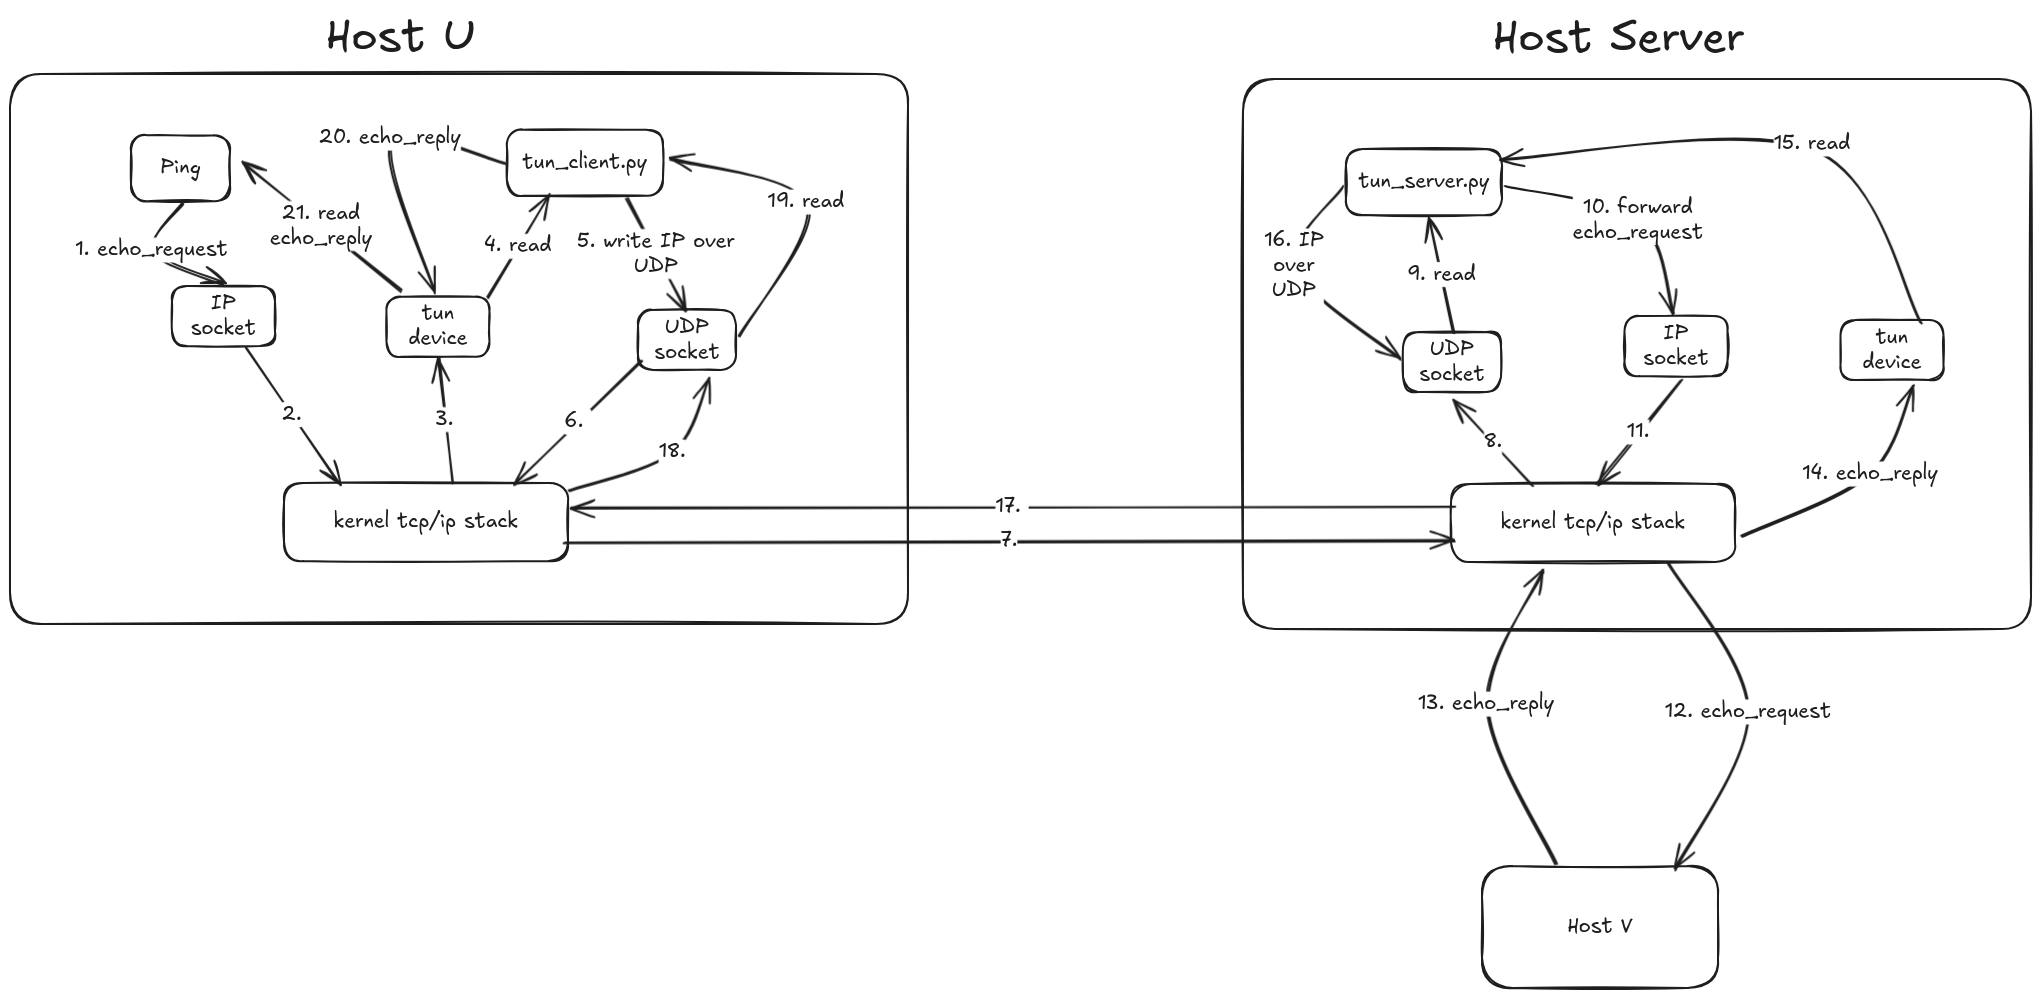 Host U
Host Server
Ping
20. echo_reply
tun_client.py
19. read
21. read
echo_reply
1. echo_request
4. read
5. write IP over
UDP
IP
socket
tun
device
UDP
socket
2.
3.
6.
18.
kernel tcp/ip stack
17.
7.
tun_server.py
15. read
10. forward
echo_request
16. IP
over
UDP
9. read
UDP
socket
IP
socket
tun
device
8.
11.
14. echo_reply
kernel tcp/ip stack
13. echo_reply
12. echo_request
Host V